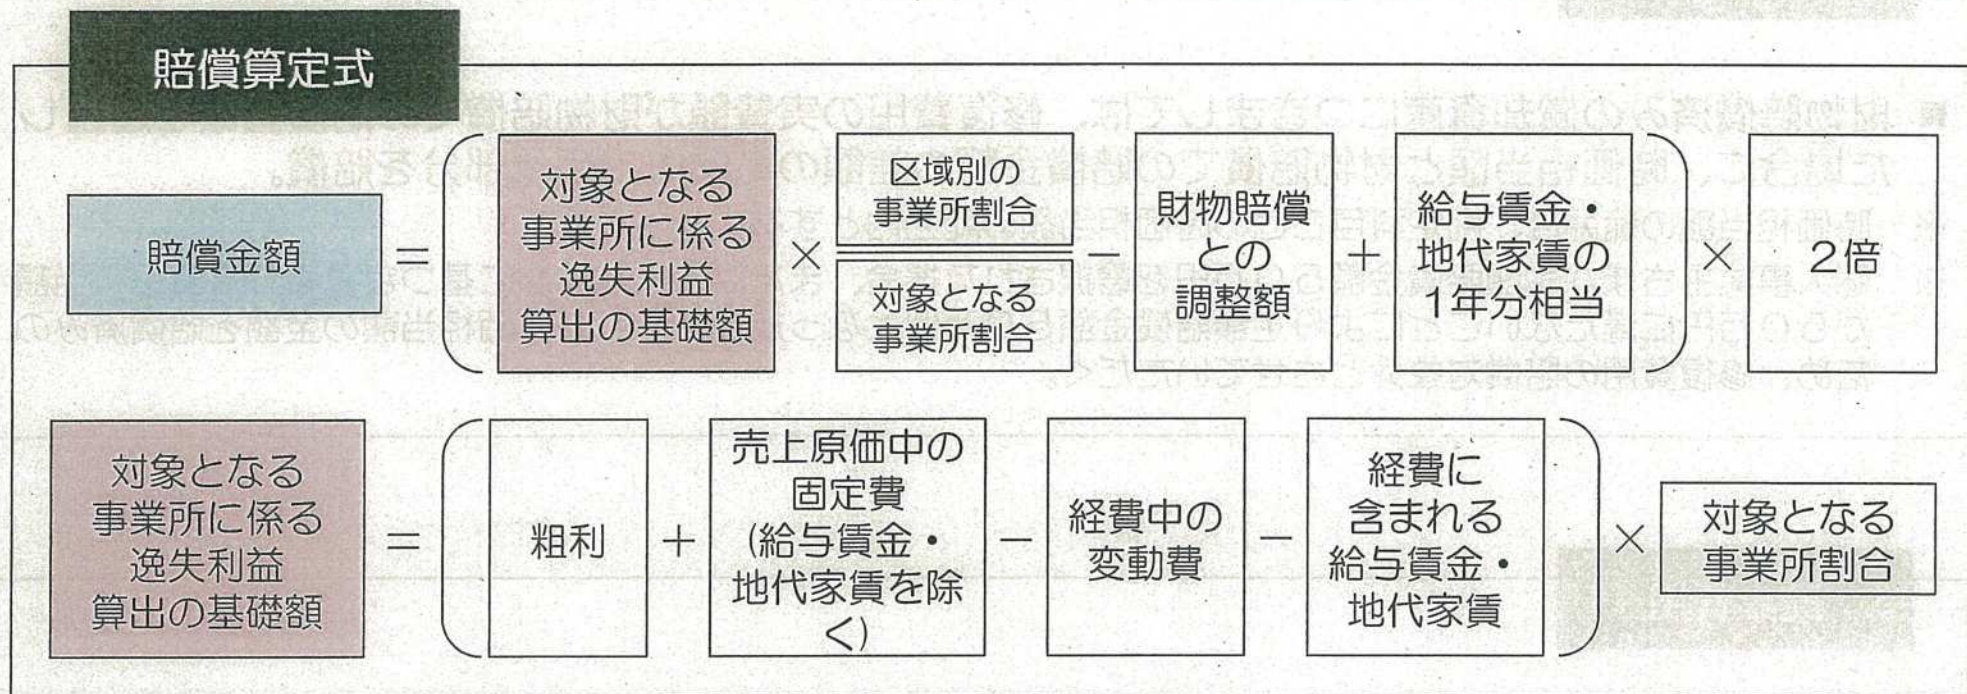 賠償算定式
賠償金額
=
(
対象となる
事業所に係る
逸失利益
算出の基礎額
×
区域別の
事業所割合
対象となる
事業所割合
−
財物賠償
との
調整額
+
給与賃金・
地代家賃の
1年分相当
)
×
2倍
対象となる
事業所に係る
逸失利益
算出の基礎額
=
(
粗利
+
売上原価中の
固定費
(給与賃金・
地代家賃を除
く)
−
経費中の
変動費
−
経費に
含まれる
給与賃金・
地代家賃
)
×
対象となる
事業所割合